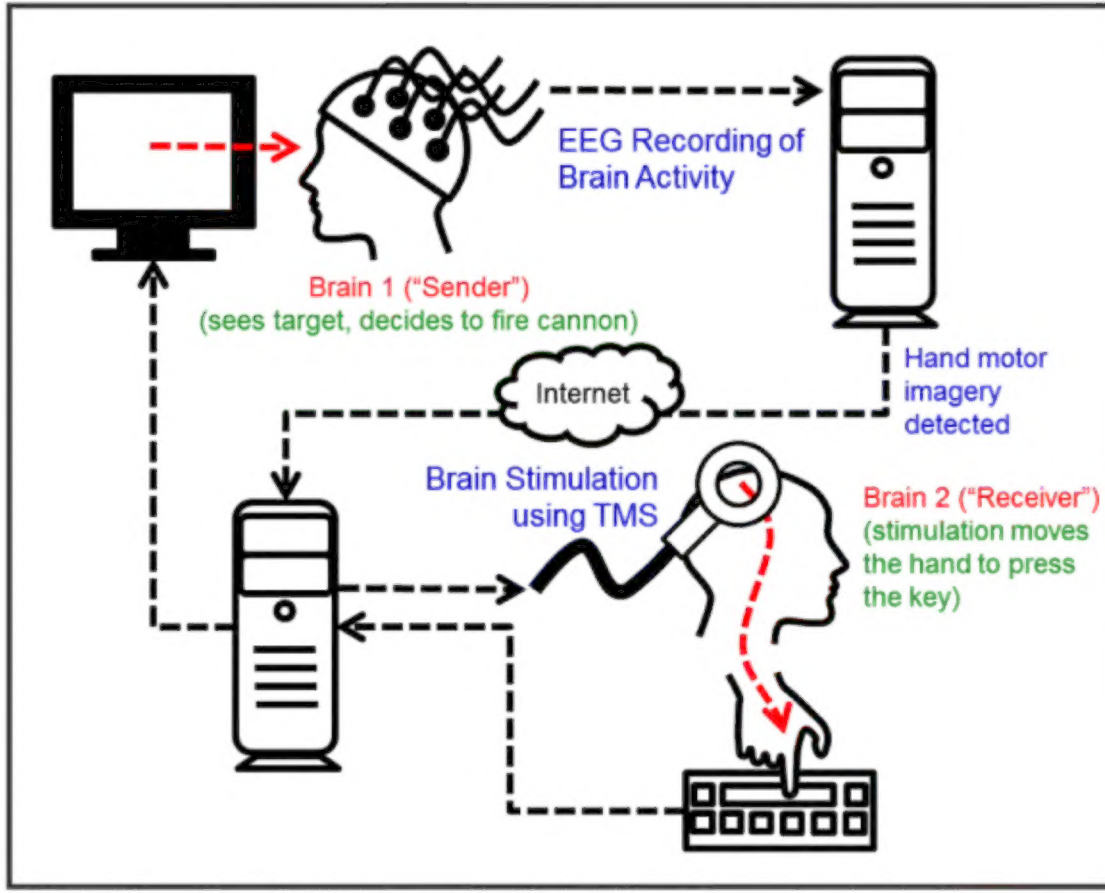 EEG Recording of
Brain Activity
Brain 1 (“Sender”)
(sees target, decides to fire cannon)
Hand motor
imagery
detected
Internet
Brain Stimulation
using TMS
Brain 2 (“Receiver”)
(stimulation moves
the hand to press
the key)